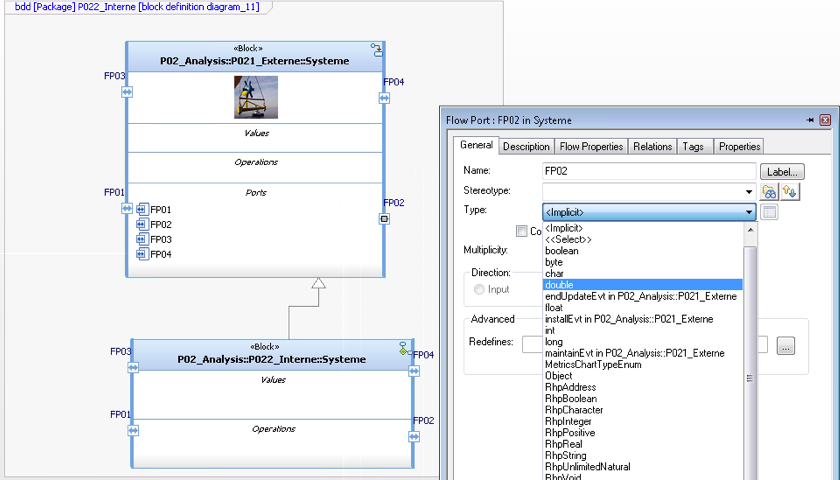 bdd [Package] P022_Interne [block definition diagram_11]
«Block»
P02_Analysis::P021_Externe::Systeme
FP03
FP04
Values
Operations
Ports
FP01
FP02
FP01
FP02
FP03
FP04
«Block»
P02_Analysis::P022_Interne::Systeme
FP03
FP04
Values
FP01
FP02
Operations
Flow Port : FP02 in Systeme
General Description Flow Properties Relations Tags Properties
Name: FP02 Label...
Stereotype:
Type: <Implicit>
Co
Multiplicity:
Direction:
Input
Advanced
Redefines: ...
<Implicit>
<<Select>>
boolean
byte
char
double
endUpdateEvt in P02_Analysis::P021_Externe
float
installEvt in P02_Analysis::P021_Externe
int
long
maintainEvt in P02_Analysis::P021_Externe
MetricsChartTypeEnum
Object
RhpAddress
RhpBoolean
RhpCharacter
RhpInteger
RhpPositive
RhpReal
RhpString
RhpUnlimitedNatural
RhpVoid